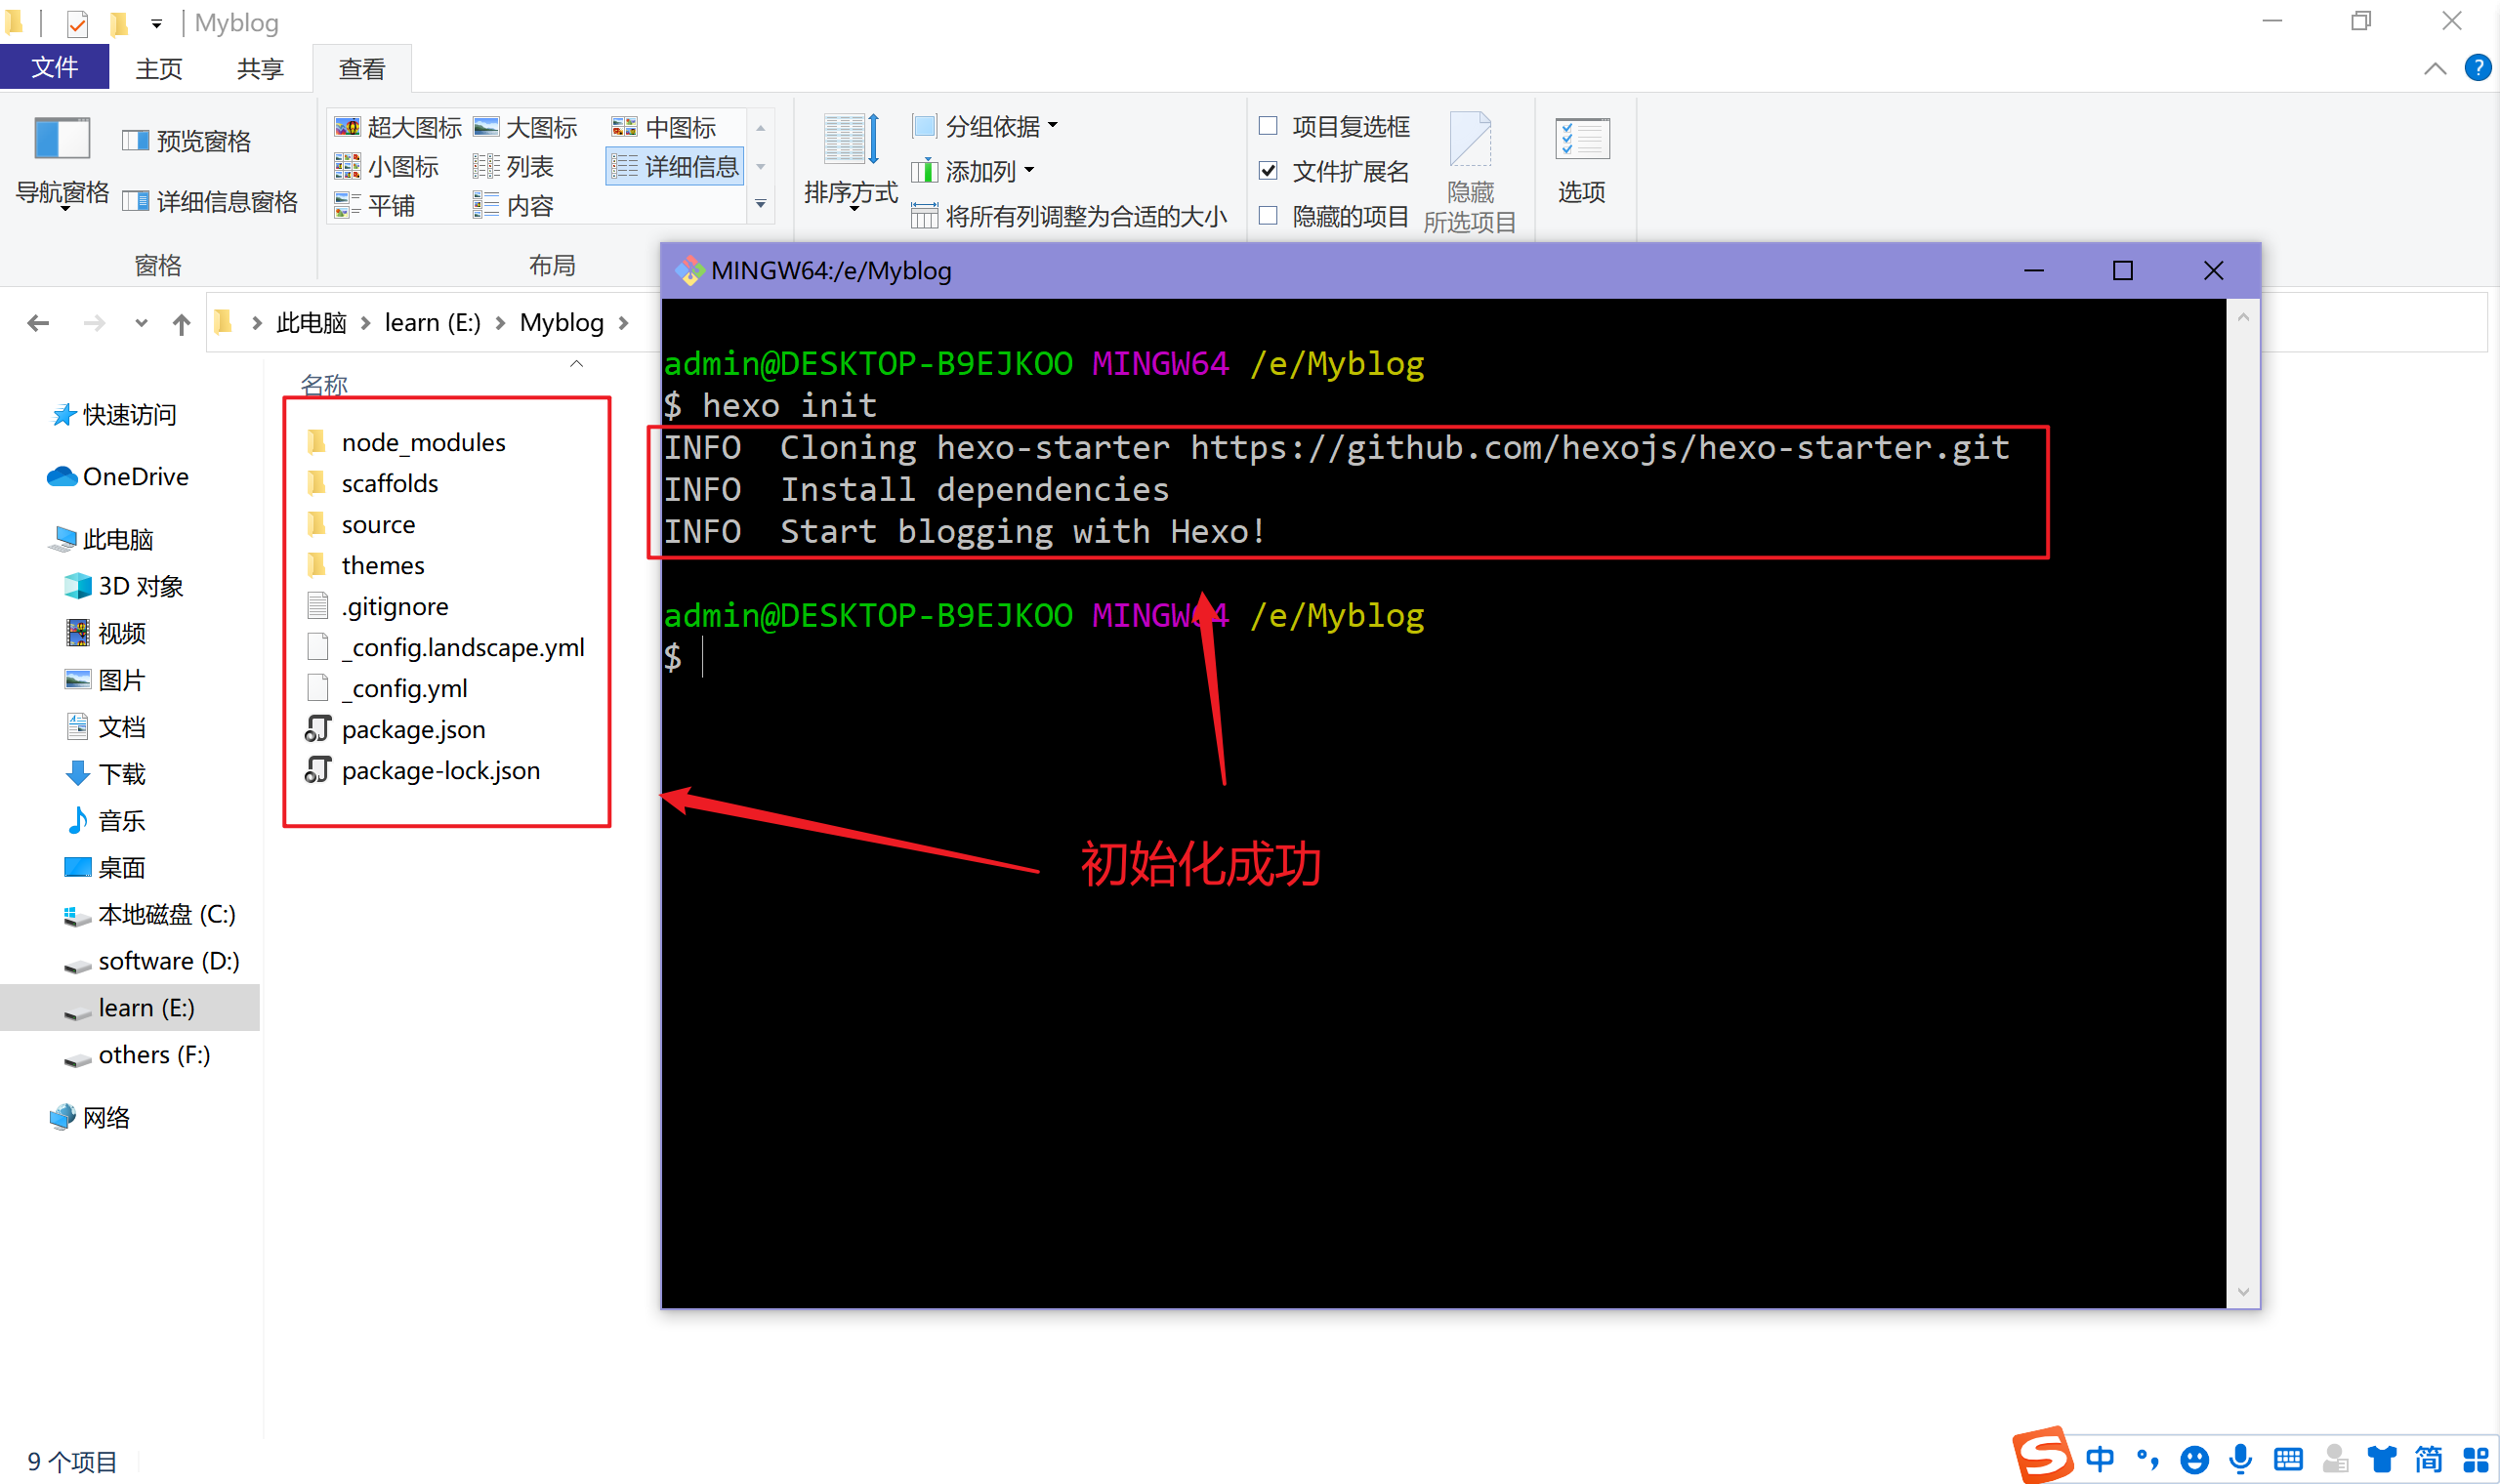 Myblog
文件 主页 共享 查看
导航窗格
预览窗格
详细信息窗格
窗格
超大图标 大图标 中图标
小图标 列表 详细信息
平铺 内容
布局
排序方式
分组依据
添加列
将所有列调整为合适的大小
项目复选框
文件扩展名
隐藏的项目
隐藏
所选项目
选项
此电脑 learn (E:) Myblog
名称
快速访问
OneDrive
此电脑
3D 对象
视频
图片
文档
下载
音乐
桌面
本地磁盘 (C:)
software (D:)
learn (E:)
others (F:)
网络
node_modules
scaffolds
source
themes
.gitignore
_config.landscape.yml
_config.yml
package.json
package-lock.json
MINGW64:/e/Myblog
admin@DESKTOP-B9EJKOO MINGW64 /e/Myblog
$ hexo init
INFO  Cloning hexo-starter https://github.com/hexojs/hexo-starter.git
INFO  Install dependencies
INFO  Start blogging with Hexo!
admin@DESKTOP-B9EJKOO MINGW64 /e/Myblog
$
初始化成功
9 个项目
S 中 简